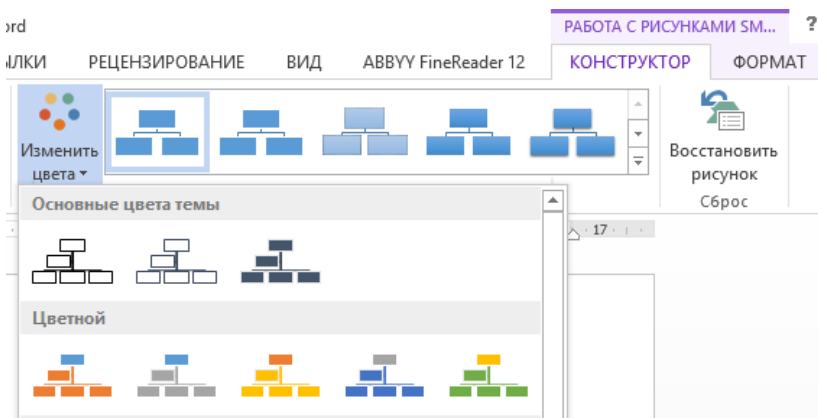 ord
РАБОТА С РИСУНКАМИ SM... ?
ЫЛКИ РЕЦЕНЗИРОВАНИЕ ВИД ABBYY FineReader 12 КОНСТРУКТОР ФОРМАТ
Изменить
цвета
Восстановить
рисунок
Сброс
Основные цвета темы
17
Цветной